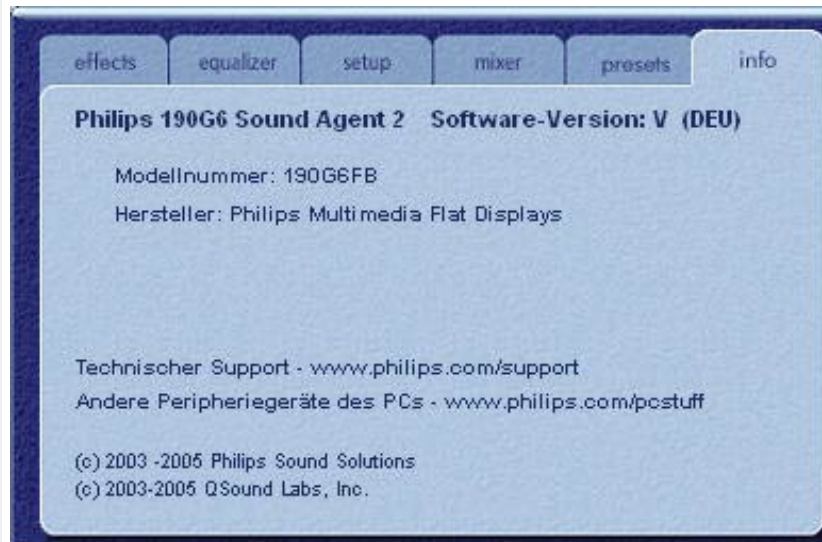 effects equalizer setup mixer presets info
Philips 190G6 Sound Agent 2 Software-Version: V (DEU)
Modellnummer: 190G6FB
Hersteller: Philips Multimedia Flat Displays
Technischer Support - www.philips.com/support
Andere Peripheriegeräte des PCs - www.philips.com/pcstuff
(c) 2003 -2005 Philips Sound Solutions
(c) 2003-2005 QSound Labs, Inc.